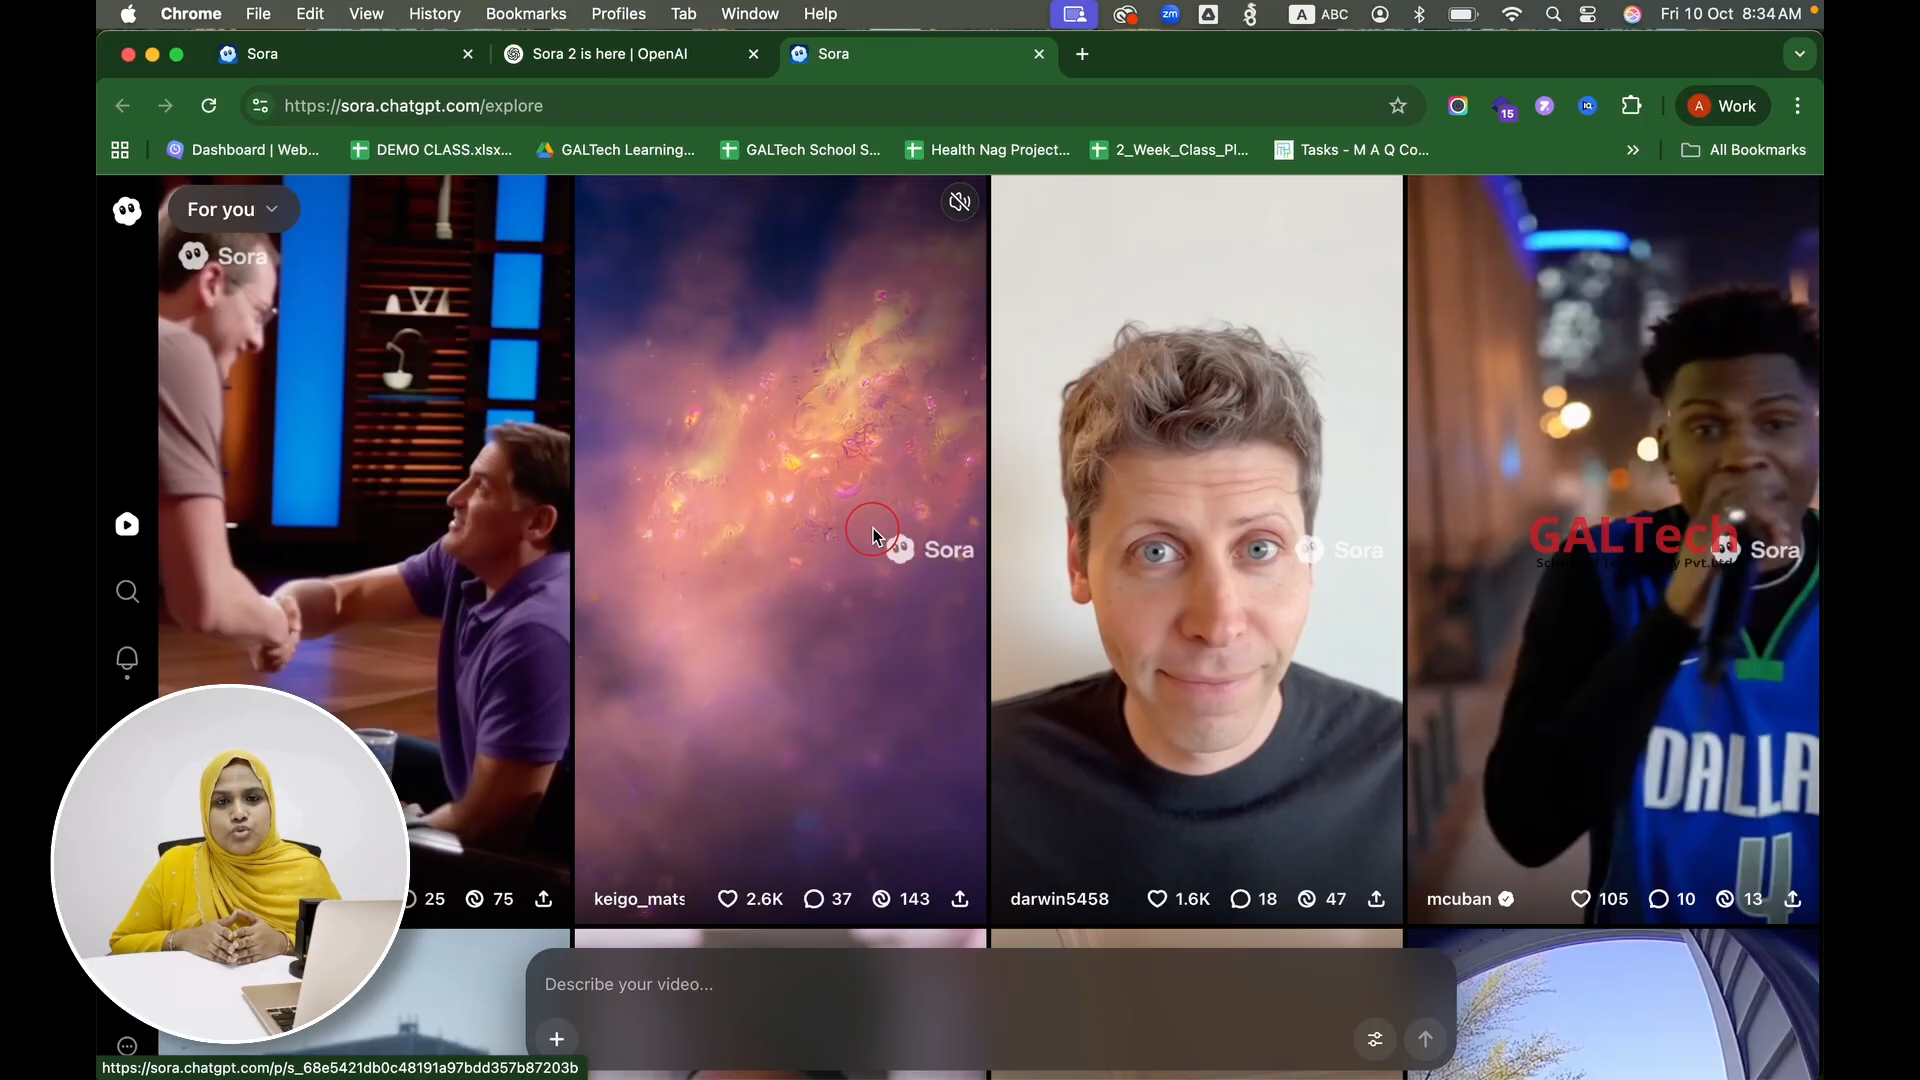 Chrome File Edit View History Bookmarks Profiles Tab Window Help zm A ABC Fri 10 Oct 8:34 AM
Sora Sora 2 is here | OpenAI Sora
https://sora.chatgpt.com/explore 15 A Work
Dashboard | Web... DEMO CLASS.xlsx... GALTech Learning... GALTech School S... Health Nag Project... 2_Week_Class_Pl... Tasks - M A Q Co... All Bookmarks
For you
Sora
Sora
Sora
GALTech
Sora
DALLA
4
25 75
keigo_mats 2.6K 37 143
darwin5458 1.6K 18 47
mcuban 105 10 13
Describe your video...
https://sora.chatgpt.com/p/s_68e5421db0c48191a97bdd357b87203b